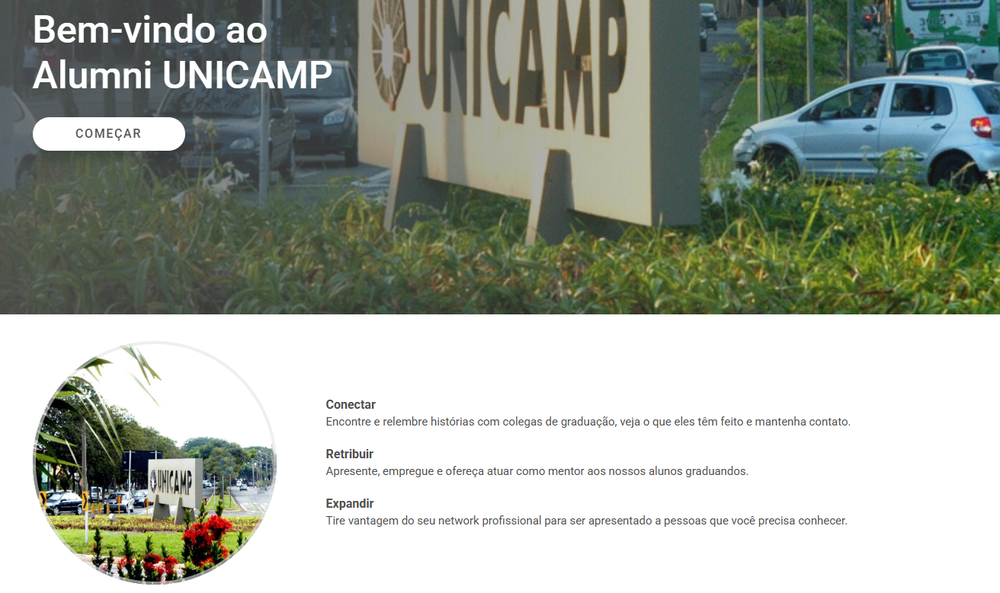 Bem-vindo ao
Alumni UNICAMP
COMEÇAR
UNICAMP
3,30
Conectar
Encontre e relembre histórias com colegas de graduação, veja o que eles têm feito e mantenha contato.
Retribuir
Apresente, empregue e ofereça atuar como mentor aos nossos alunos graduandos.
UNICAMP
Expandir
Tire vantagem do seu network profissional para ser apresentado a pessoas que você precisa conhecer.